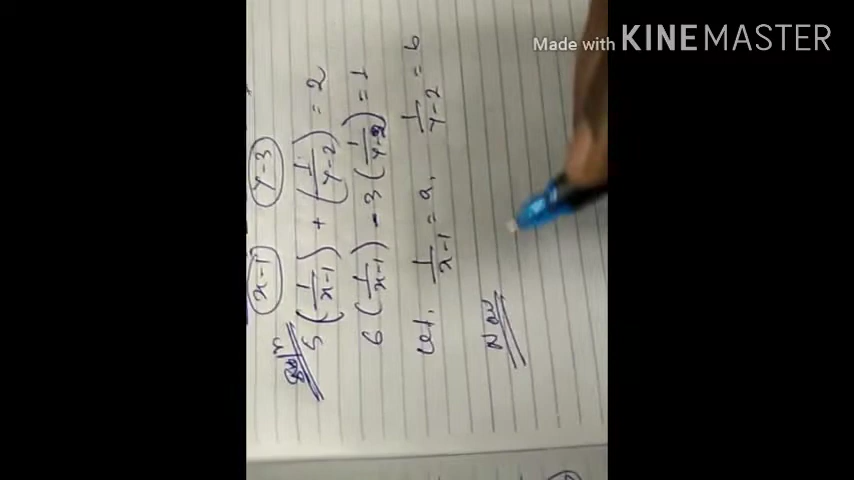 Made with KINEMASTER
x-1 y-3
Soln
5(1/x-1) + (1/y-2) = 2
6(1/x-1) - 3(1/y-2) = 1
Let, 1/x-1 = a, 1/y-2 = b
Now